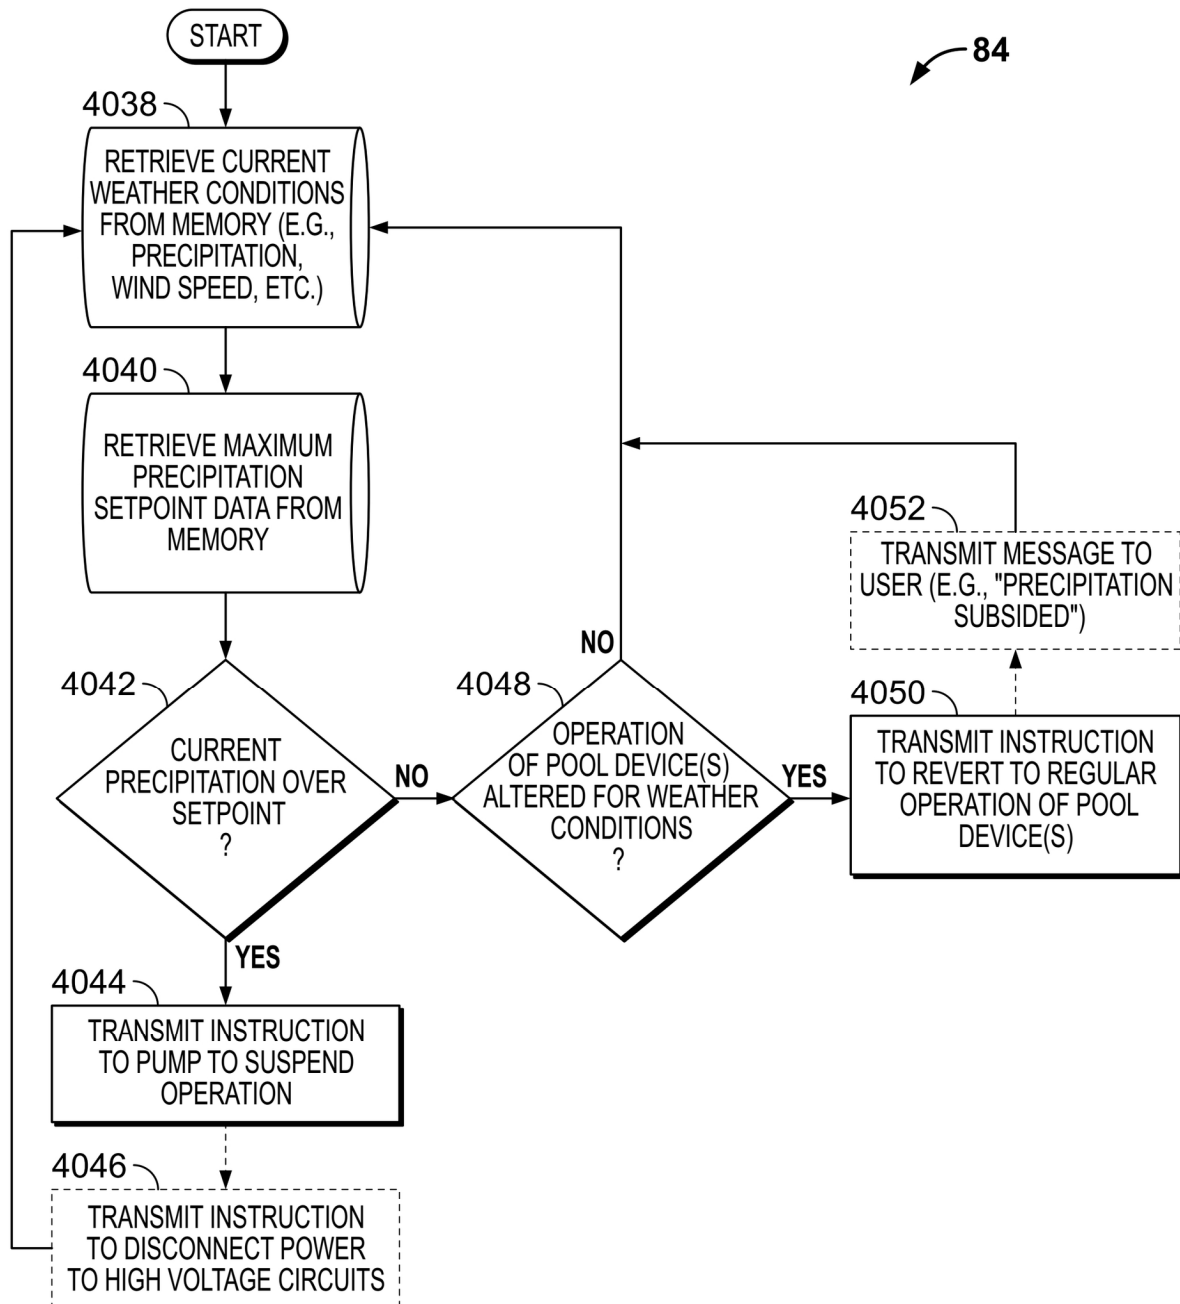 START
84
4038
RETRIEVE CURRENT
WEATHER CONDITIONS
FROM MEMORY (E.G.,
PRECIPITATION,
WIND SPEED, ETC.)
4040
RETRIEVE MAXIMUM
PRECIPITATION
SETPOINT DATA FROM
MEMORY
4042
CURRENT
PRECIPITATION OVER
SETPOINT
?
NO
YES
4044
TRANSMIT INSTRUCTION
TO PUMP TO SUSPEND
OPERATION
4046
TRANSMIT INSTRUCTION
TO DISCONNECT POWER
TO HIGH VOLTAGE CIRCUITS
4048
OPERATION
OF POOL DEVICE(S)
ALTERED FOR WEATHER
CONDITIONS
?
NO
YES
4050
TRANSMIT INSTRUCTION
TO REVERT TO REGULAR
OPERATION OF POOL
DEVICE(S)
4052
TRANSMIT MESSAGE TO
USER (E.G., "PRECIPITATION
SUBSIDED")